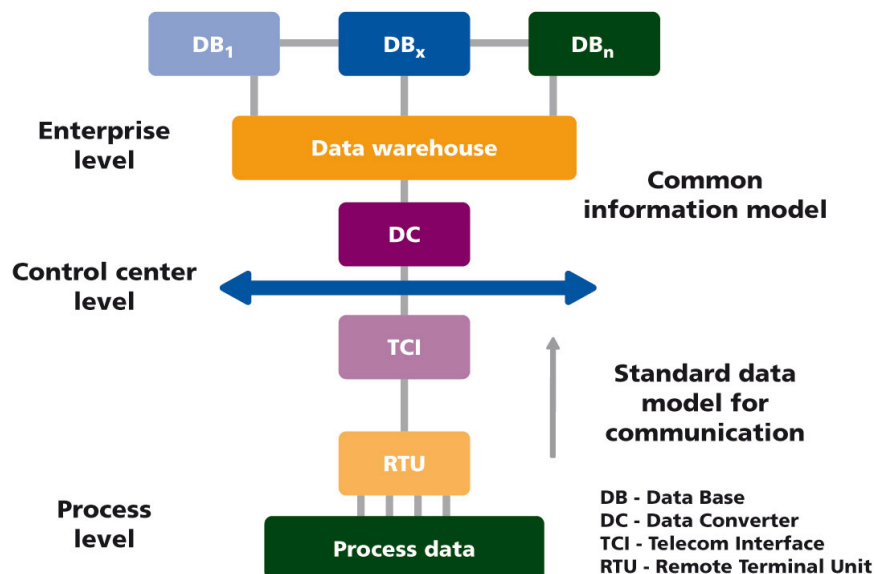 DB₁
DBₓ
DBₙ
Enterprise
level
Data warehouse
Common
information model
DC
Control center
level
TCI
Standard data
model for
communication
RTU
Process
level
Process data
DB - Data Base
DC - Data Converter
TCI - Telecom Interface
RTU - Remote Terminal Unit